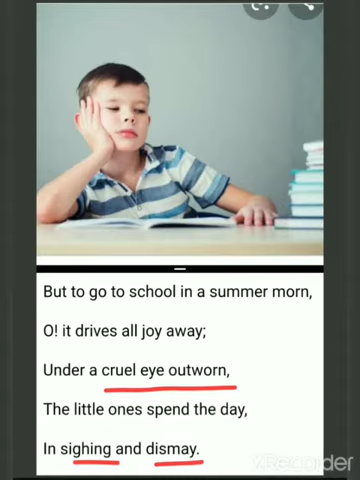 But to go to school in a summer morn,
O! it drives all joy away;
Under a cruel eye outworn,
The little ones spend the day,
In sighing and dismay.
XRecorder